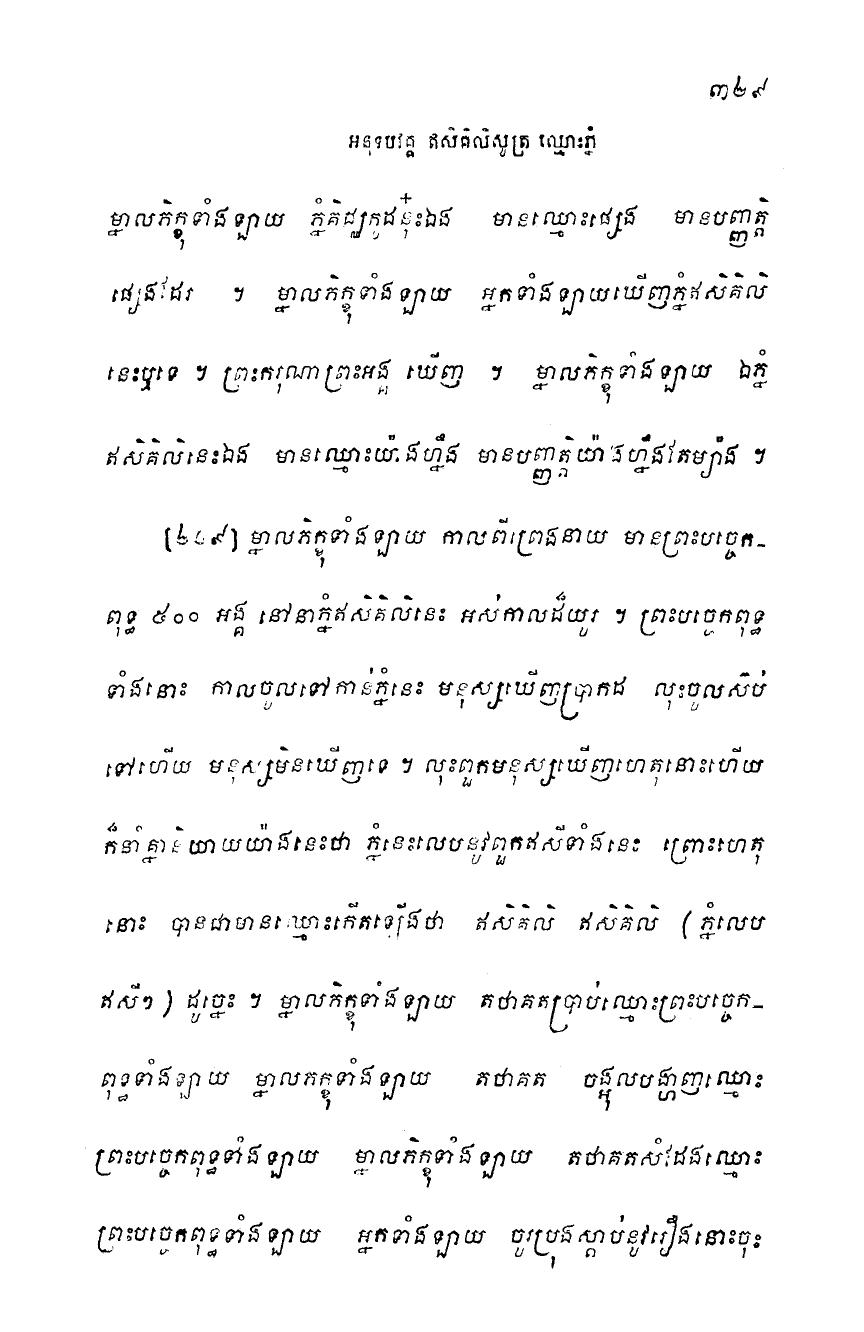 ៣២៩
អនុបទវគ្គ ឥសិគិលិសូត្រ ឈ្មោះភ្នំ
ម្នាលភិក្ខុទាំងឡាយ ភ្នំគិជ្ឈកូដនុ៎ះឯង មានឈ្មោះផ្សេង មានបញ្ញត្តិ
ផ្សេងដែរ ។ ម្នាលភិក្ខុទាំងឡាយ អ្នកទាំងឡាយឃើញភ្នំឥសិគិលិ
នេះឬទេ ។ ព្រះករុណាព្រះអង្គ ឃើញ ។ ម្នាលភិក្ខុទាំងឡាយ ឯភ្នំ
ឥសិគិលិនេះឯង មានឈ្មោះយ៉ាងហ្នឹង មានបញ្ញត្តិយ៉ាងហ្នឹងតែម្យ៉ាង ។
[២៤៩] ម្នាលភិក្ខុទាំងឡាយ កាលពីព្រេងនាយ មានព្រះបច្ចេក-
ពុទ្ធ ៥០០ អង្គ នៅនាភ្នំឥសិគិលិនេះ អស់កាលដ៏យូរ ។ ព្រះបច្ចេកពុទ្ធ
ទាំងនោះ កាលចូលទៅកាន់ភ្នំនេះ មនុស្សឃើញប្រាកដ លុះចូលស៊ប់
ទៅហើយ មនុស្សមិនឃើញទេ ។ លុះពួកមនុស្សឃើញហេតុនោះហើយ
ក៏នាំគ្នានិយាយយ៉ាងនេះថា ភ្នំនេះលេបនូវពួកឥសីទាំងនេះ ព្រោះហេតុ
នោះ បានជាមានឈ្មោះកើតឡើងថា ឥសិគិលិ ឥសិគិលិ (ភ្នំលេប
ឥសីៗ) ដូច្នេះ ។ ម្នាលភិក្ខុទាំងឡាយ តថាគតប្រាប់ឈ្មោះព្រះបច្ចេក-
ពុទ្ធទាំងឡាយ ម្នាលភិក្ខុទាំងឡាយ តថាគត ចង្អុលបង្ហាញឈ្មោះ
ព្រះបច្ចេកពុទ្ធទាំងឡាយ ម្នាលភិក្ខុទាំងឡាយ តថាគតសំដែងឈ្មោះ
ព្រះបច្ចេកពុទ្ធទាំងឡាយ អ្នកទាំងឡាយ ចូរប្រុងស្តាប់នូវរឿងនោះចុះ